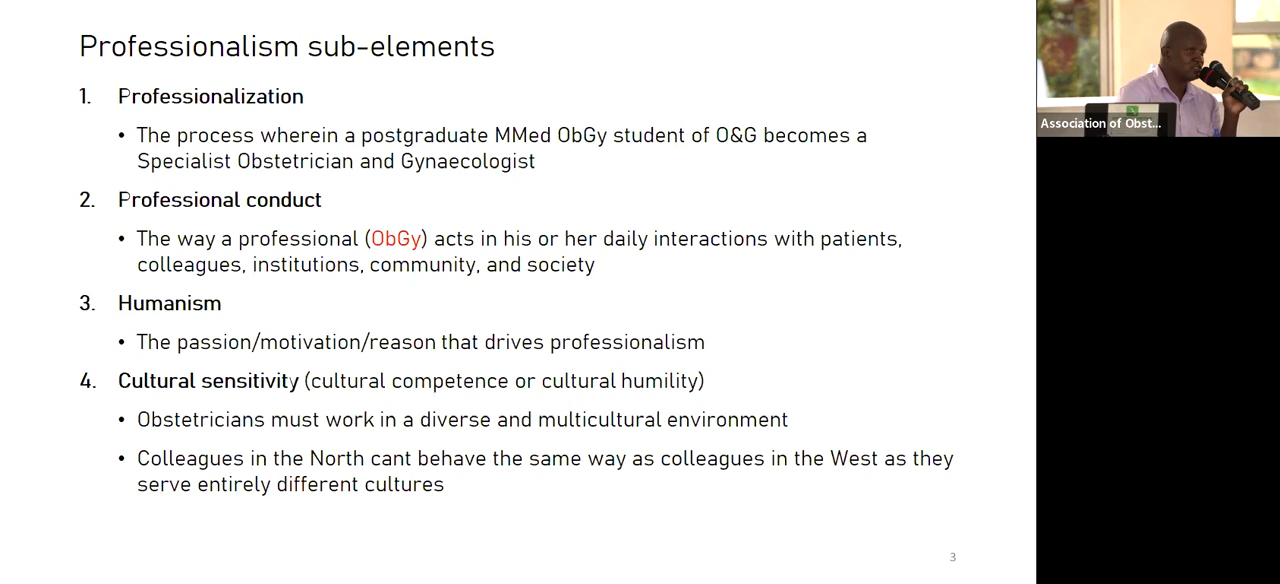 Professionalism sub-elements
1. Professionalization
• The process wherein a postgraduate MMed ObGy student of O&G becomes a
Specialist Obstetrician and Gynaecologist
2. Professional conduct
• The way a professional (ObGy) acts in his or her daily interactions with patients,
colleagues, institutions, community, and society
3. Humanism
• The passion/motivation/reason that drives professionalism
4. Cultural sensitivity (cultural competence or cultural humility)
• Obstetricians must work in a diverse and multicultural environment
• Colleagues in the North cant behave the same way as colleagues in the West as they
serve entirely different cultures
3
Association of Obst...